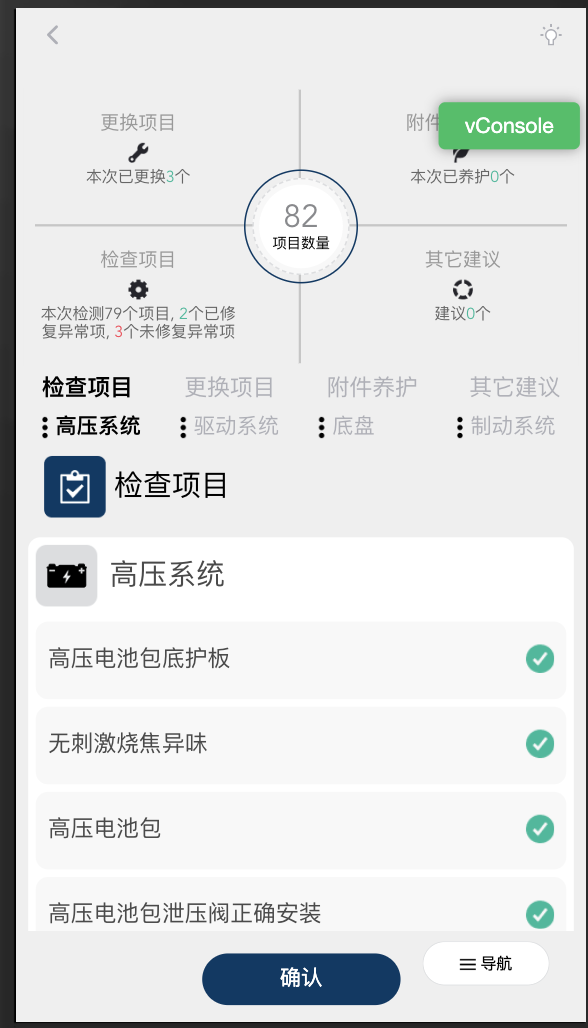 更换项目
本次已更换3个
附件
vConsole
本次已养护0个
82
项目数量
检查项目
本次检测79个项目, 2个已修
复异常项, 3个未修复异常项
其它建议
建议0个
检查项目 更换项目 附件养护 其它建议
高压系统 驱动系统 底盘 制动系统
检查项目
高压系统
高压电池包底护板
无刺激烧焦异味
高压电池包
高压电池包泄压阀正确安装
确认
导航